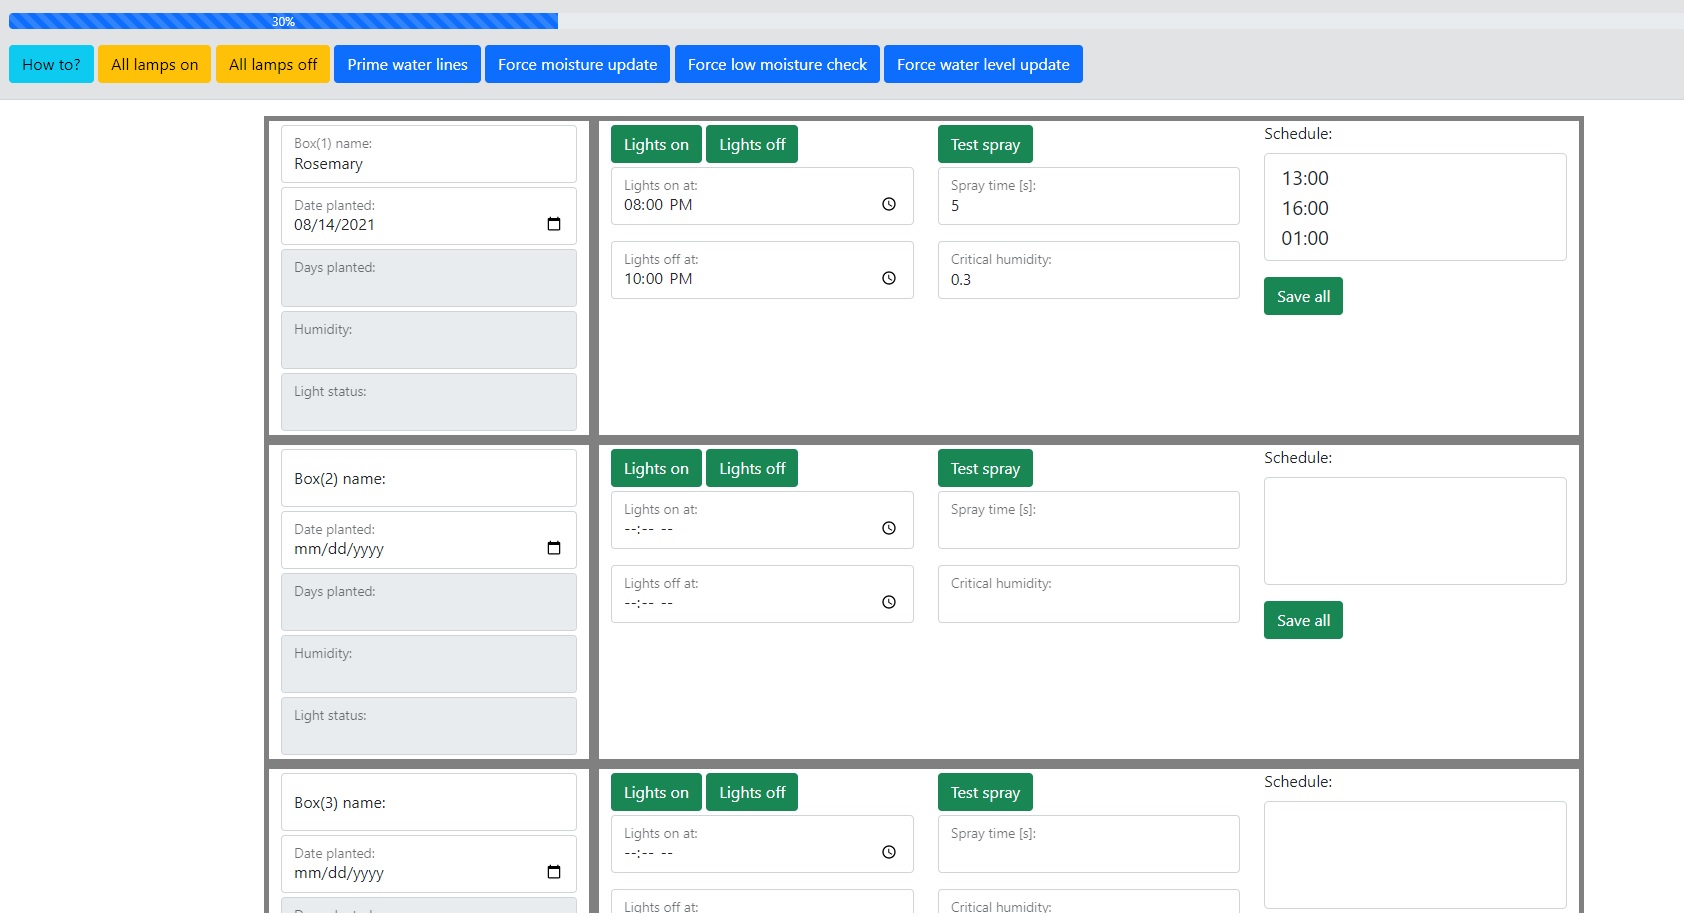 30%
How to? All lamps on All lamps off Prime water lines Force moisture update Force low moisture check Force water level update
Box(1) name:
Rosemary
Date planted:
08/14/2021
Days planted:
Humidity:
Light status:
Lights on Lights off
Lights on at:
08:00 PM
Lights off at:
10:00 PM
Test spray
Spray time [s]:
5
Critical humidity:
0.3
Schedule:
13:00
16:00
01:00
Save all
Box(2) name:
Date planted:
mm/dd/yyyy
Days planted:
Humidity:
Light status:
Lights on Lights off
Lights on at:
--:-- --
Lights off at:
--:-- --
Test spray
Spray time [s]:
Critical humidity:
Schedule:
Save all
Box(3) name:
Date planted:
mm/dd/yyyy
Lights on Lights off
Lights on at:
--:-- --
Lights off at:
Test spray
Spray time [s]:
Critical humidity:
Schedule: